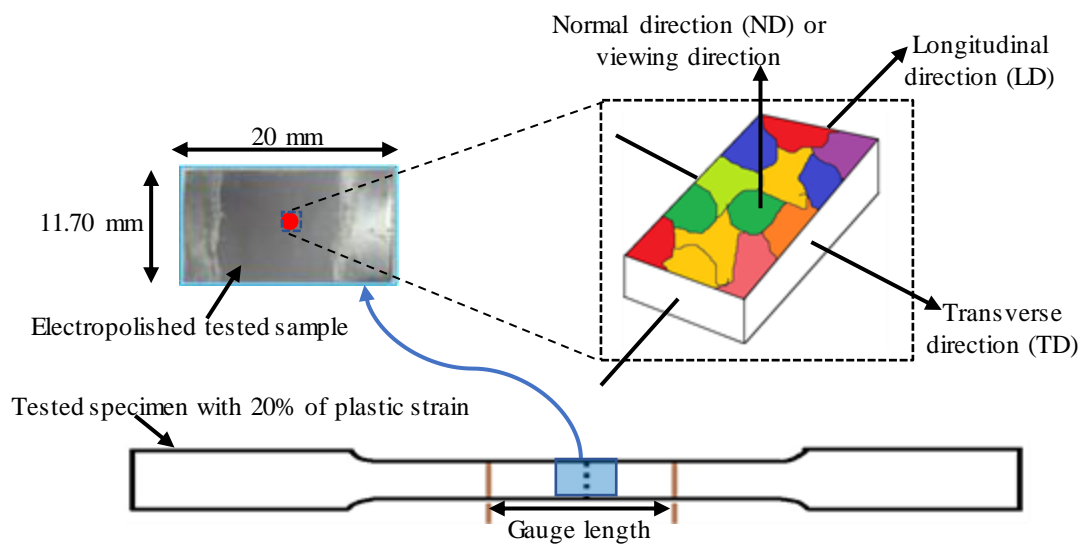 Normal direction (ND) or
viewing direction
Longitudinal
direction (LD)
20 mm
11.70 mm
Electropolished tested sample
Transverse
direction (TD)
Tested specimen with 20% of plastic strain
Gauge length